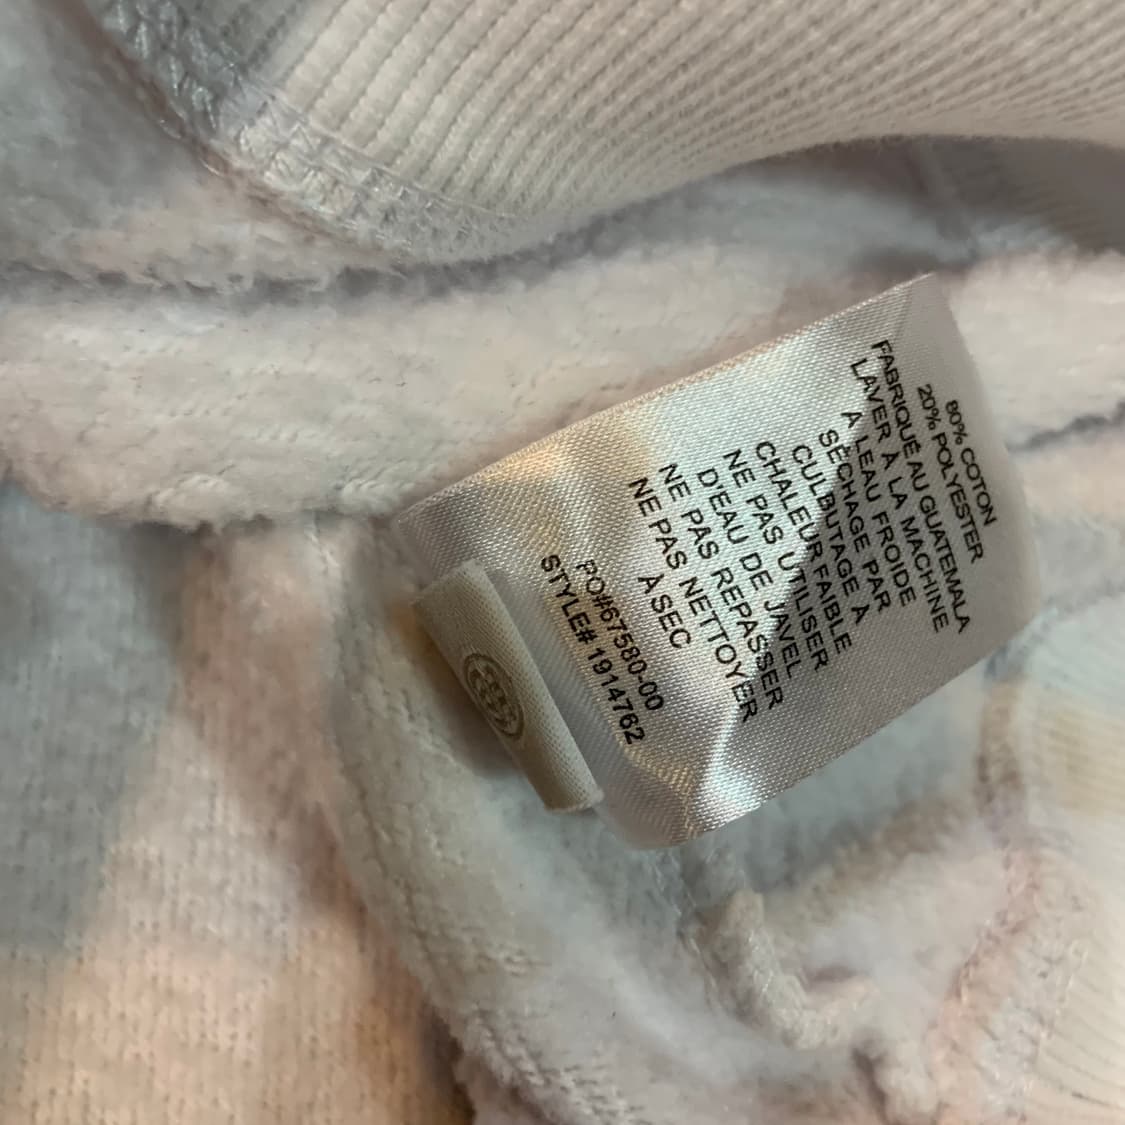 80% COTON
20% POLYESTER
FABRIQUÉ AU GUATEMALA
LAVER À LA MACHINE
A LEAU FROIDE
SÉCHAGE PAR
CULBUTAGE À
CHALEUR FAIBLE
NE PAS UTILISER
D'EAU DE JAVEL
NE PAS REPASSER
NE PAS NETTOYER
À SEC
PO#67580-00
STYLE# 1914762